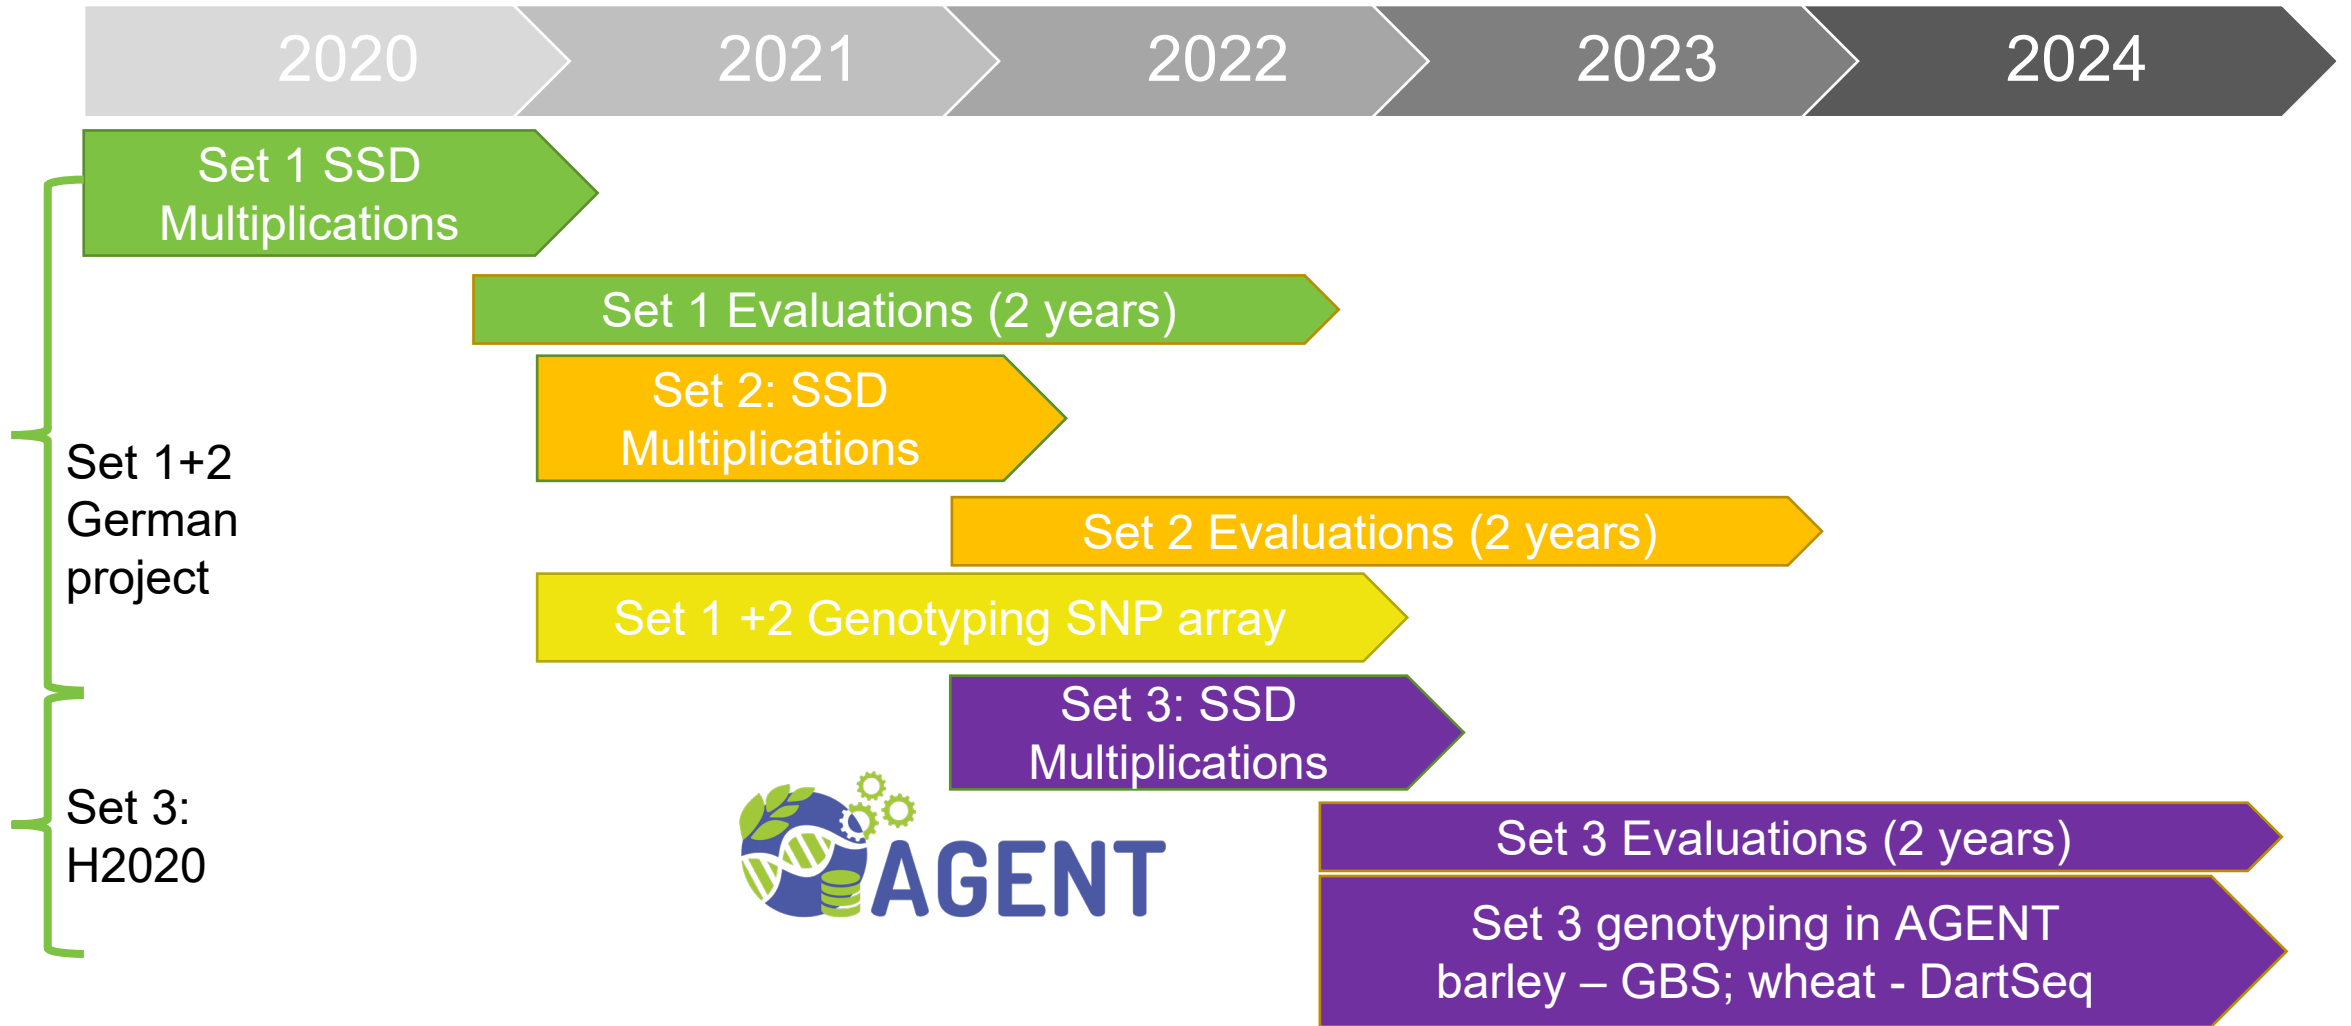 2020
2021
2022
2023
2024
Set 1 SSD
Multiplications
Set 1 Evaluations (2 years)
Set 2: SSD
Multiplications
Set 1+2
German
project
Set 2 Evaluations (2 years)
Set 1 +2 Genotyping SNP array
Set 3: SSD
Multiplications
Set 3:
H2020
AGENT
Set 3 Evaluations (2 years)
Set 3 genotyping in AGENT
barley – GBS; wheat - DartSeq